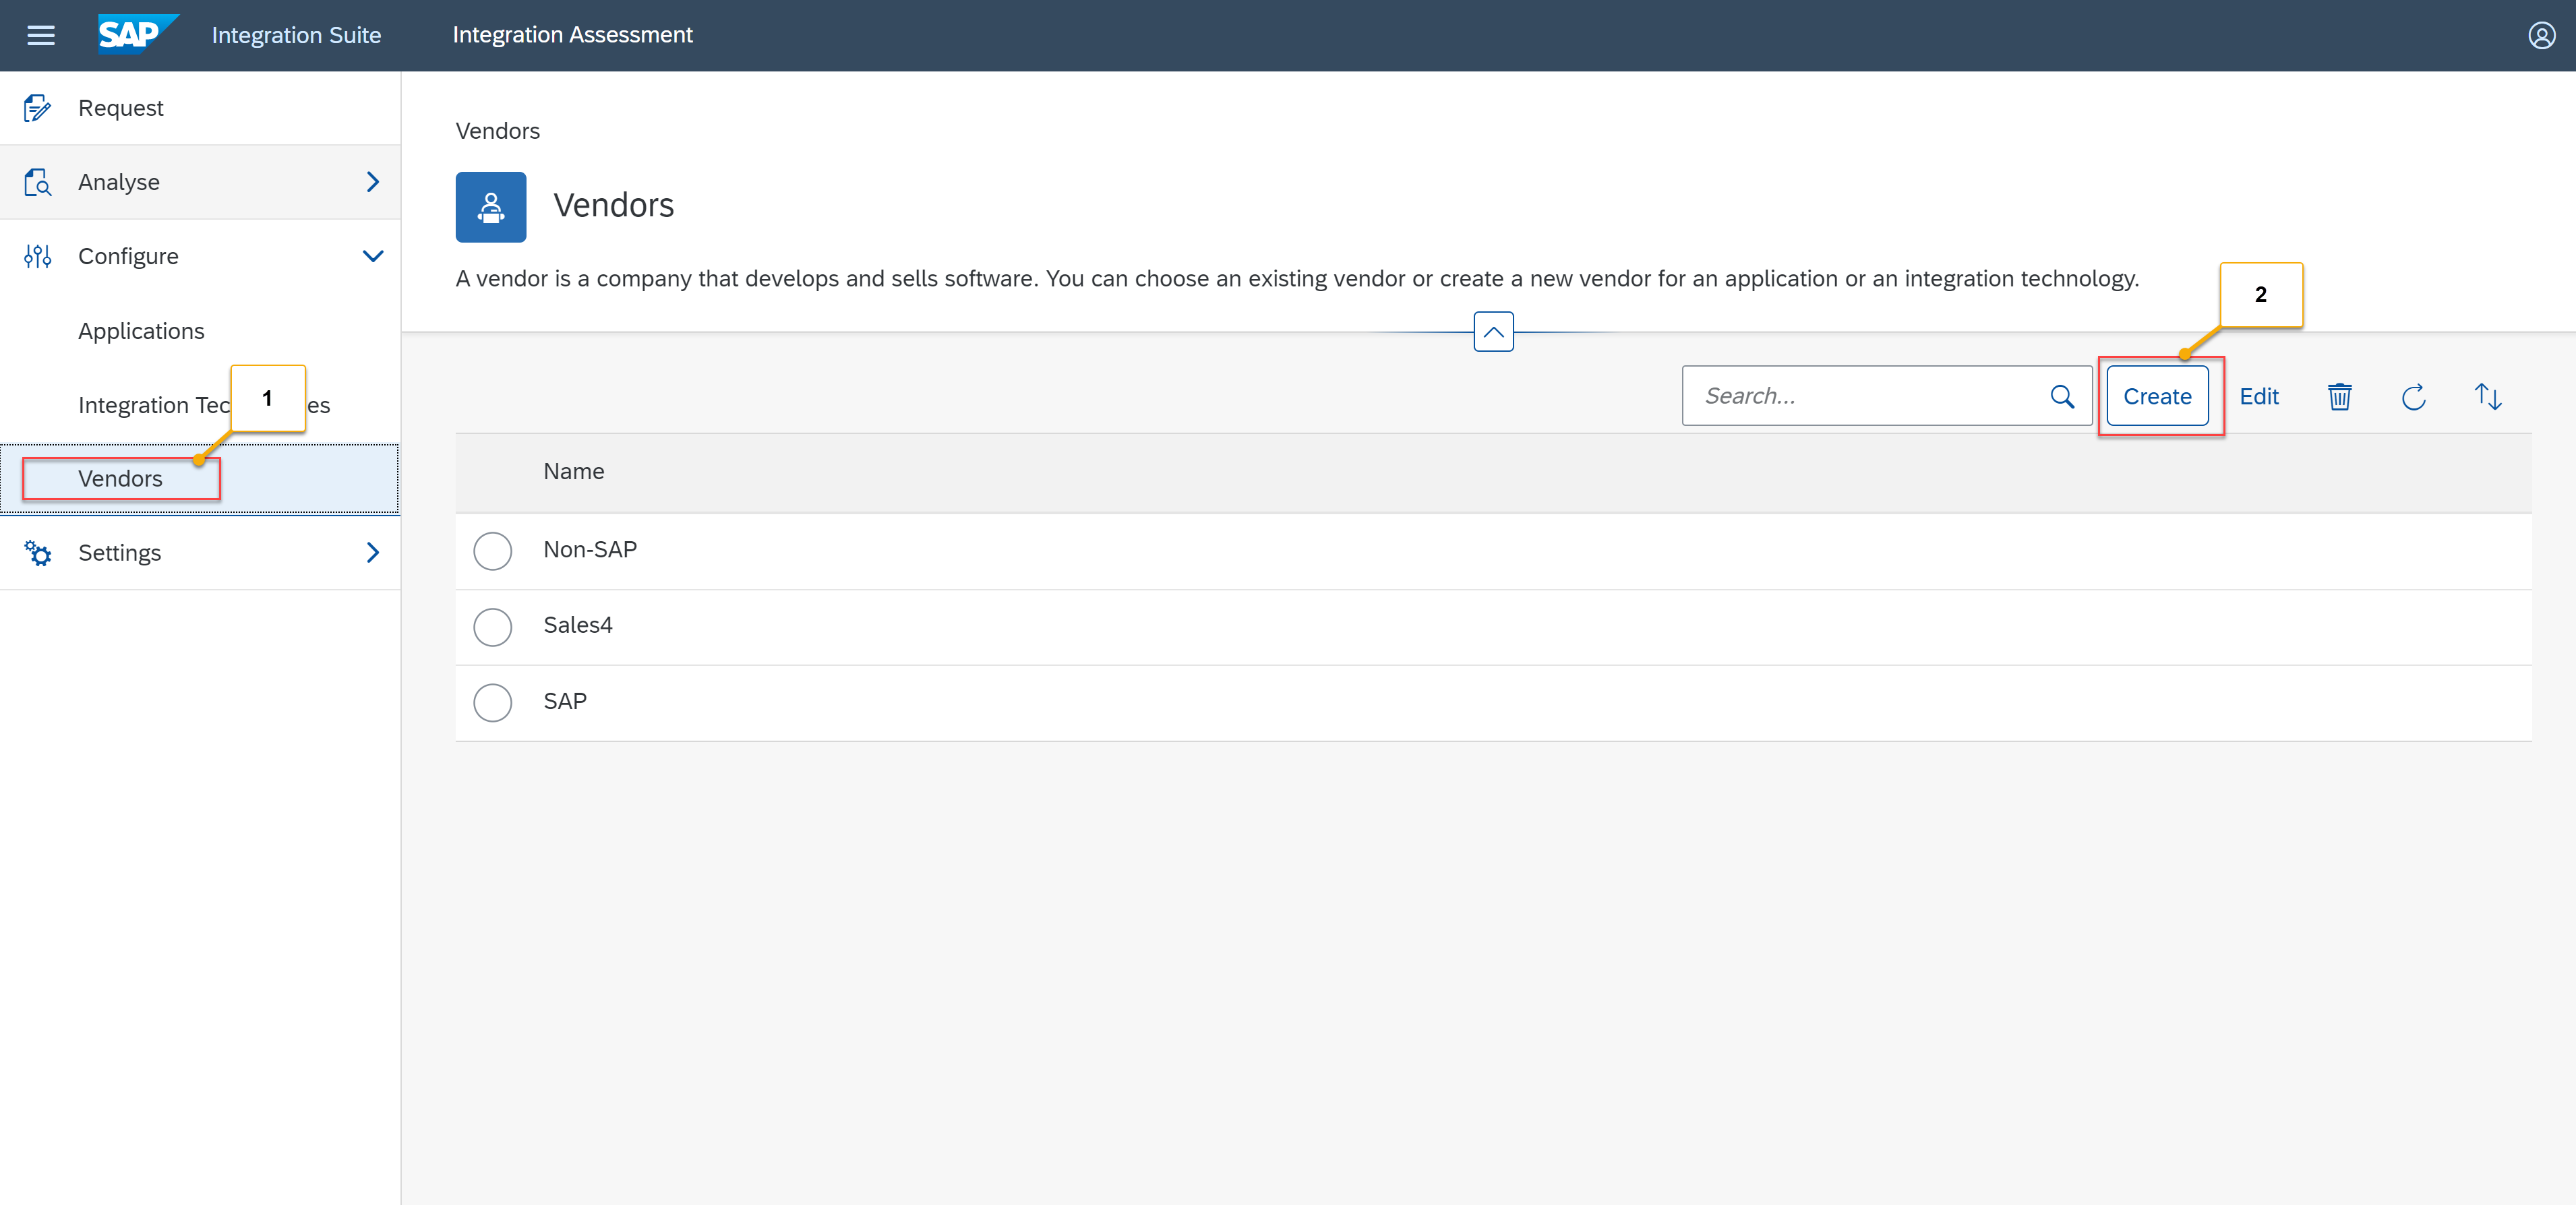 SAP Integration Suite Integration Assessment
Request
Analyse
Configure
Applications
Integration Tec es
1
Vendors
Settings
Vendors
Vendors
A vendor is a company that develops and sells software. You can choose an existing vendor or create a new vendor for an application or an integration technology.
2
Search... Create Edit
Name
Non-SAP
Sales4
SAP